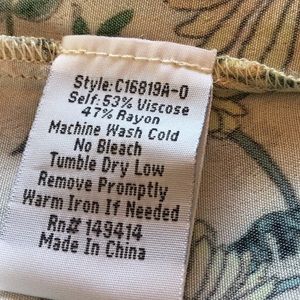 Style: C16819A-O
Self: 53% Viscose
47% Rayon
Machine Wash Cold
No Bleach
Tumble Dry Low
Remove Promptly
Warm Iron If Needed
Rn# 149414
Made In China